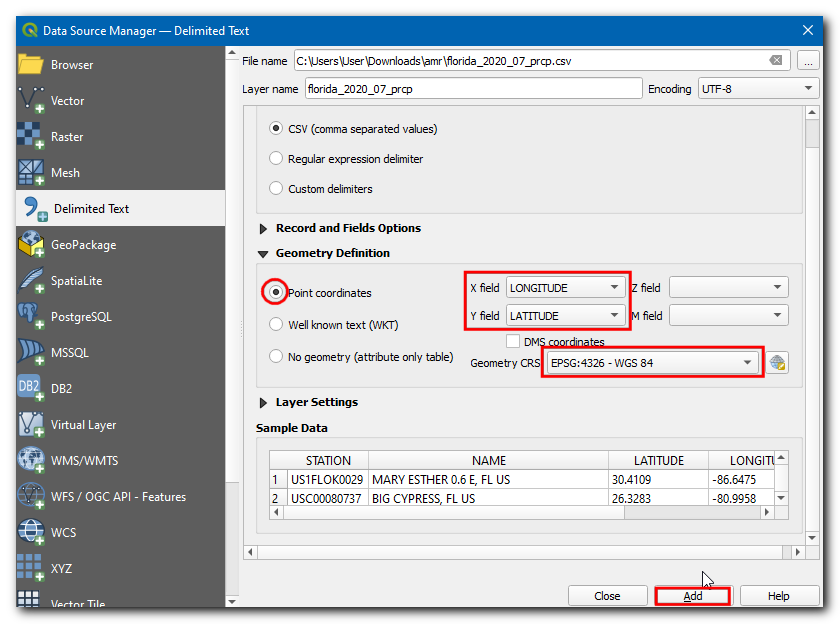 Data Source Manager — Delimited Text
Browser
Vector
Raster
Mesh
Delimited Text
GeoPackage
SpatiaLite
PostgreSQL
MSSQL
DB2
DB2
Virtual Layer
WMS/WMTS
WFS / OGC API - Features
WCS
XYZ
Vector Tile
File name C:\Users\User\Downloads\amr\florida_2020_07_prcp.csv ...
Layer name florida_2020_07_prcp Encoding UTF-8
CSV (comma separated values)
Regular expression delimiter
Custom delimiters
Record and Fields Options
Geometry Definition
Point coordinates X field LONGITUDE Z field
Well known text (WKT) Y field LATITUDE M field
DMS coordinates
No geometry (attribute only table) Geometry CRS EPSG:4326 - WGS 84
Layer Settings
Sample Data
STATION NAME LATITUDE LONGITU
1 US1FLOK0029 MARY ESTHER 0.6 E, FL US 30.4109 -86.6475
2 USC00080737 BIG CYPRESS, FL US 26.3283 -80.9958
Close Add Help